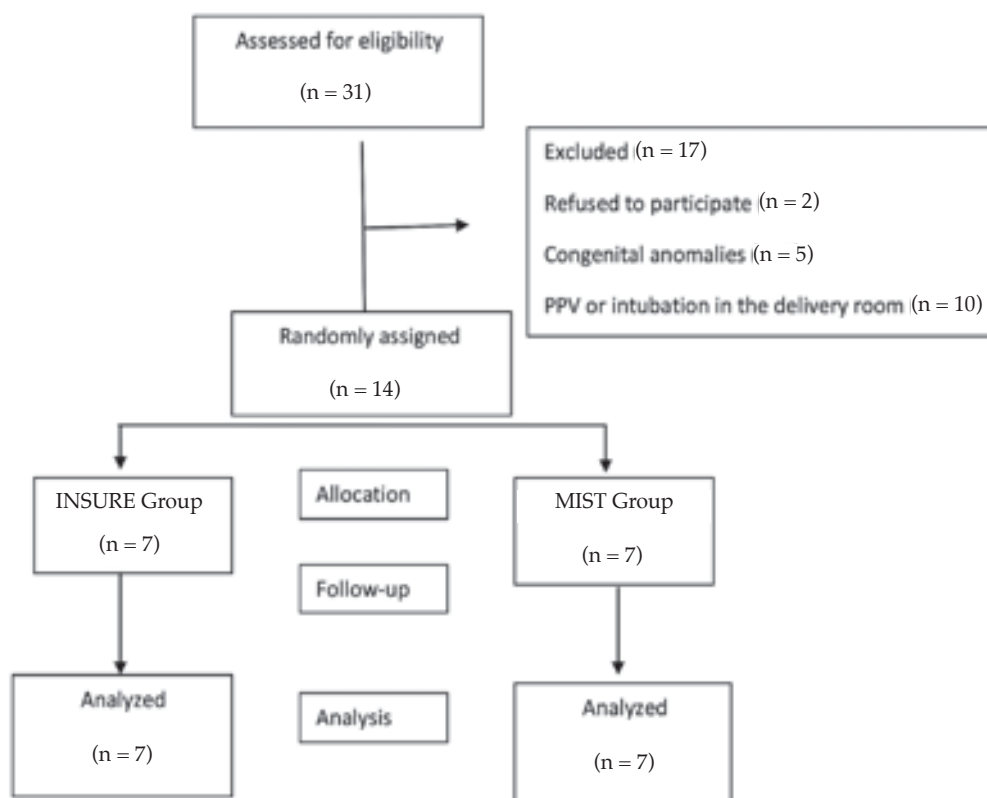 Assessed for eligibility
(n = 31)
Excluded (n = 17)
Refused to participate (n = 2)
Congenital anomalies (n = 5)
PPV or intubation in the delivery room (n = 10)
Randomly assigned
(n = 14)
INSURE Group
(n = 7)
Allocation
MIST Group
(n = 7)
Follow-up
Analyzed
(n = 7)
Analysis
Analyzed
(n = 7)